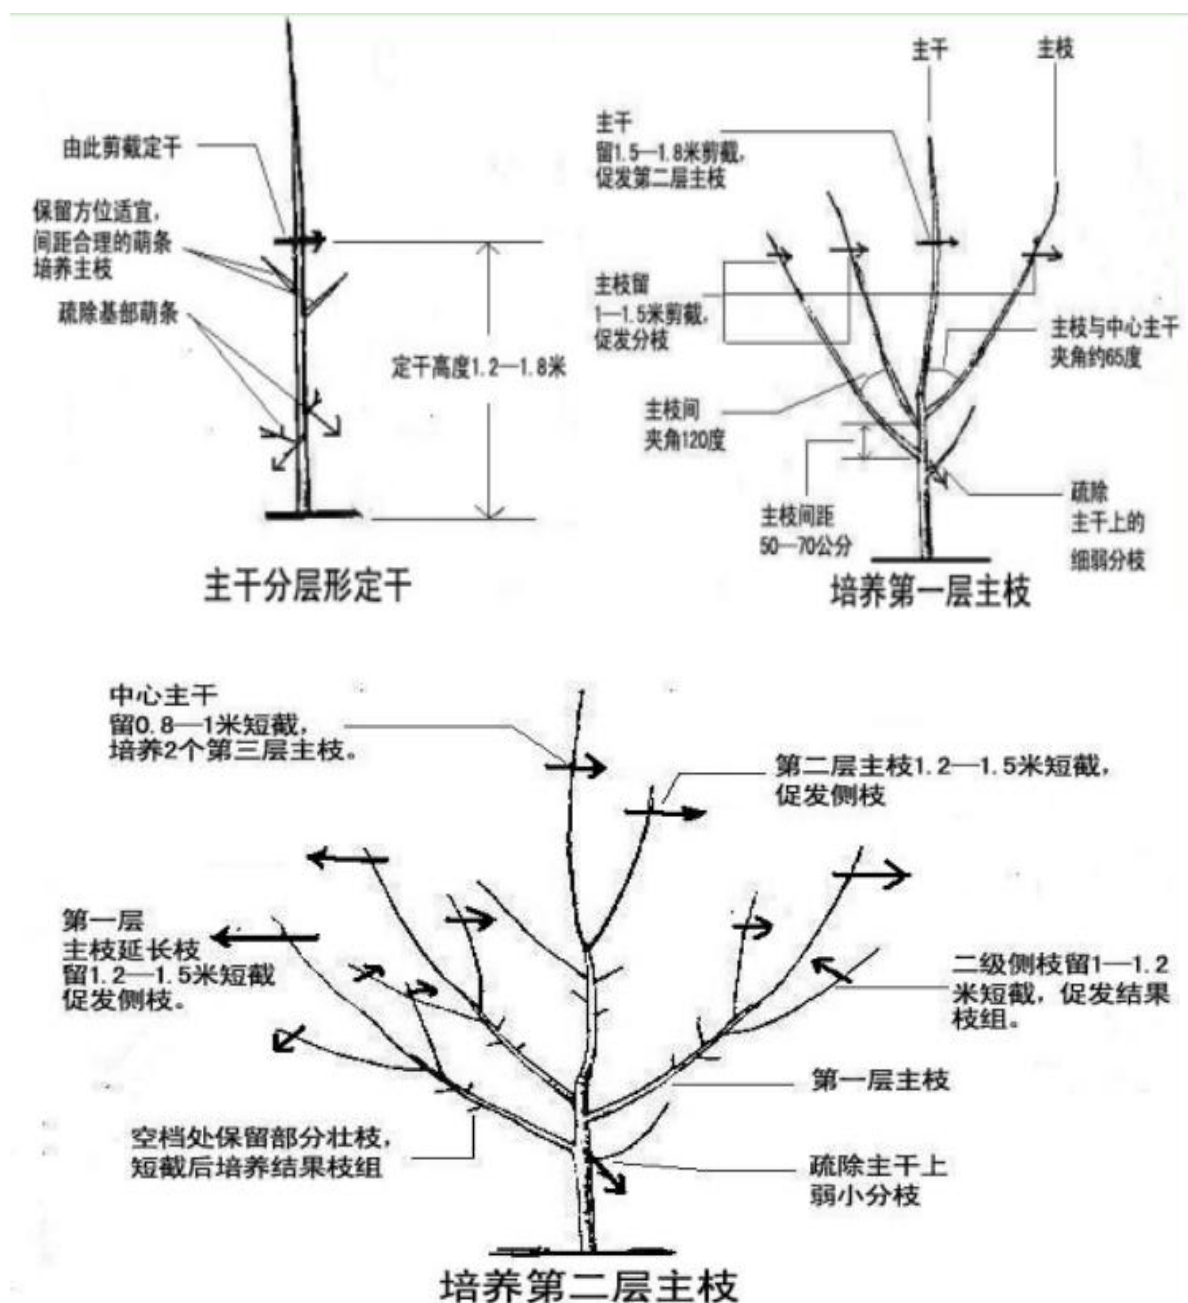 由此剪截定干
保留方位适宜，
间距合理的萌条
培养主枝
疏除基部萌条
定干高度1.2—1.8米
主干分层形定干
主干
主枝
主干
留1.5—1.8米剪截，
促发第二层主枝
主枝留
1—1.5米剪截，
促发分枝
主枝与中心主干
夹角约65度
主枝间
夹角120度
主枝间距
50—70公分
疏除
主干上的
细弱分枝
培养第一层主枝
中心主干
留0.8—1米短截，
培养2个第三层主枝。
第二层主枝1.2—1.5米短截，
促发侧枝
第一层
主枝延长枝
留1.2—1.5米短截
促发侧枝。
二级侧枝留1—1.2
米短截，促发结果
枝组。
第一层主枝
空档处保留部分壮枝，
短截后培养结果枝组
疏除主干上
弱小分枝
培养第二层主枝